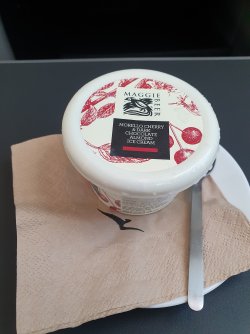 MAGGIE
BEER
MORELLO CHERRY
& DARK
CHOCOLATE
ALMOND
ICE CREAM